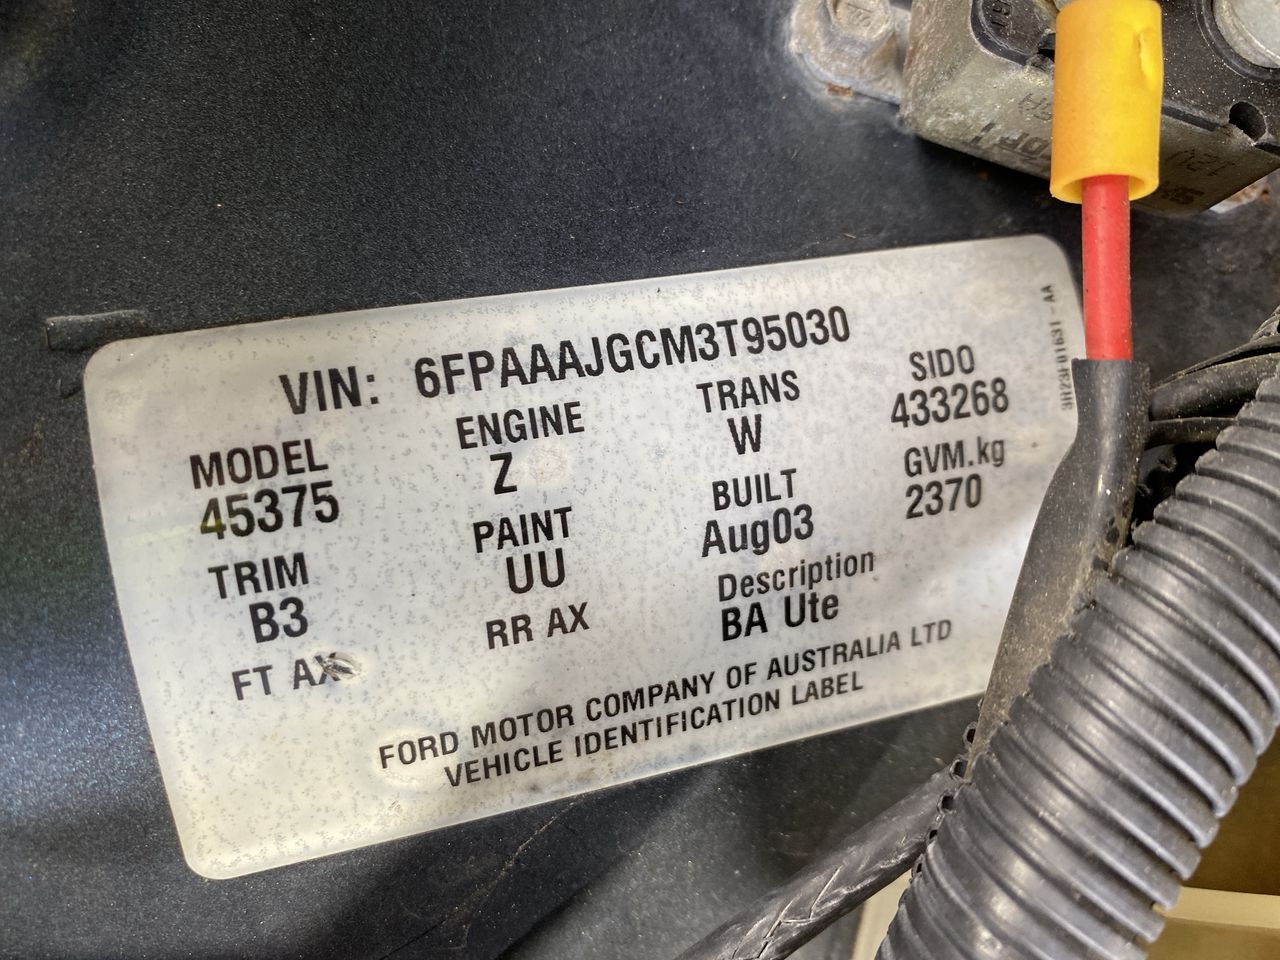 VIN: 6FPAAAJGCM3T95030
MODEL ENGINE TRANS SIDO
45375 Z W 433268
TRIM PAINT BUILT GVM.kg
B3 UU Aug03 2370
FT AX RR AX Description
BA Ute
FORD MOTOR COMPANY OF AUSTRALIA LTD
VEHICLE IDENTIFICATION LABEL